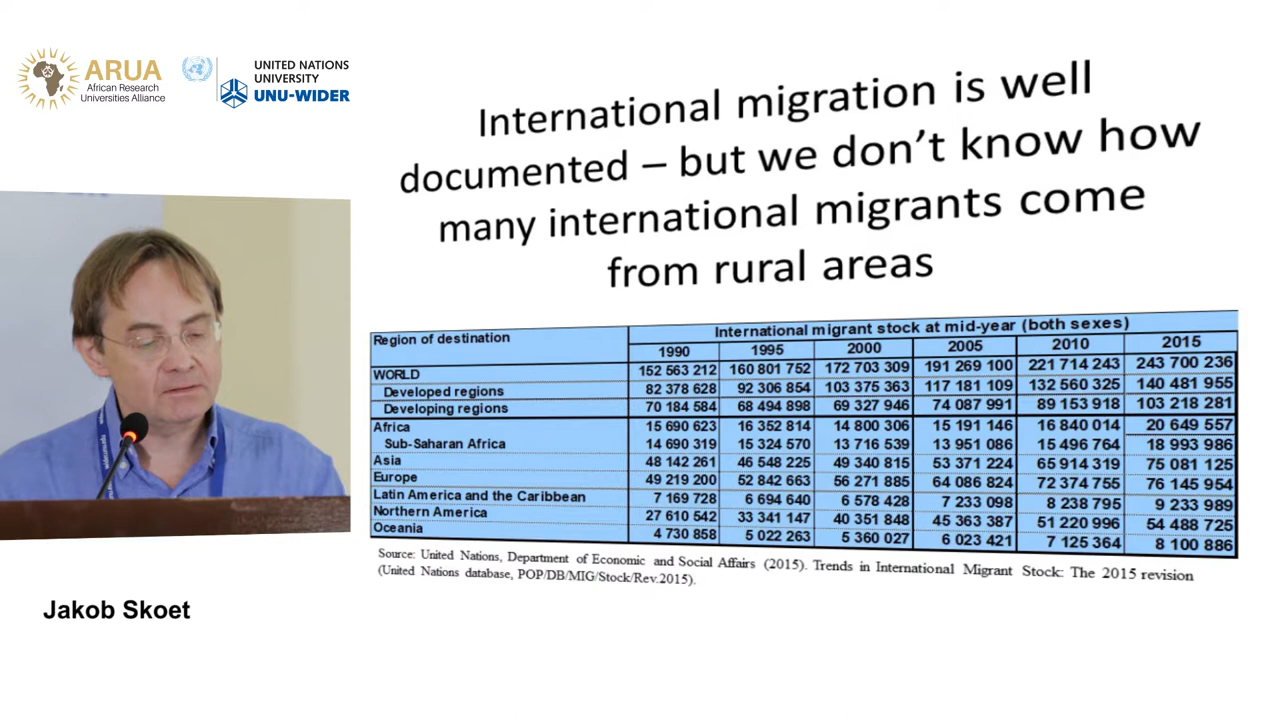 ARUA
African Research
Universities Alliance
UNITED NATIONS
UNIVERSITY
UNU-WIDER
International migration is well
documented – but we don't know how
many international migrants come
from rural areas
Region of destination International migrant stock at mid-year (both sexes)
1990 1995 2000 2005 2010 2015
WORLD 152 563 212 160 801 752 172 703 309 191 269 100 221 714 243 243 700 236
Developed regions 82 378 628 92 306 854 103 375 363 117 181 109 132 560 325 140 481 955
Developing regions 70 184 584 68 494 898 69 327 946 74 087 991 89 153 918 103 218 281
Africa 15 690 623 16 352 814 14 800 306 15 191 146 16 840 014 20 649 557
Sub-Saharan Africa 14 690 319 15 324 570 13 716 539 13 951 086 15 496 764 18 993 986
Asia 48 142 261 46 548 225 49 340 815 53 371 224 65 914 319 75 081 125
Europe 49 219 200 52 842 663 56 271 885 64 086 824 72 374 755 76 145 954
Latin America and the Caribbean 7 169 728 6 694 640 6 578 428 7 233 098 8 238 795 9 233 989
Northern America 27 610 542 33 341 147 40 351 848 45 363 387 51 220 996 54 488 725
Oceania 4 730 858 5 022 263 5 360 027 6 023 421 7 125 364 8 100 886
Source: United Nations, Department of Economic and Social Affairs (2015). Trends in International Migrant Stock: The 2015 revision
(United Nations database, POP/DB/MIG/Stock/Rev.2015).
Jakob Skoet